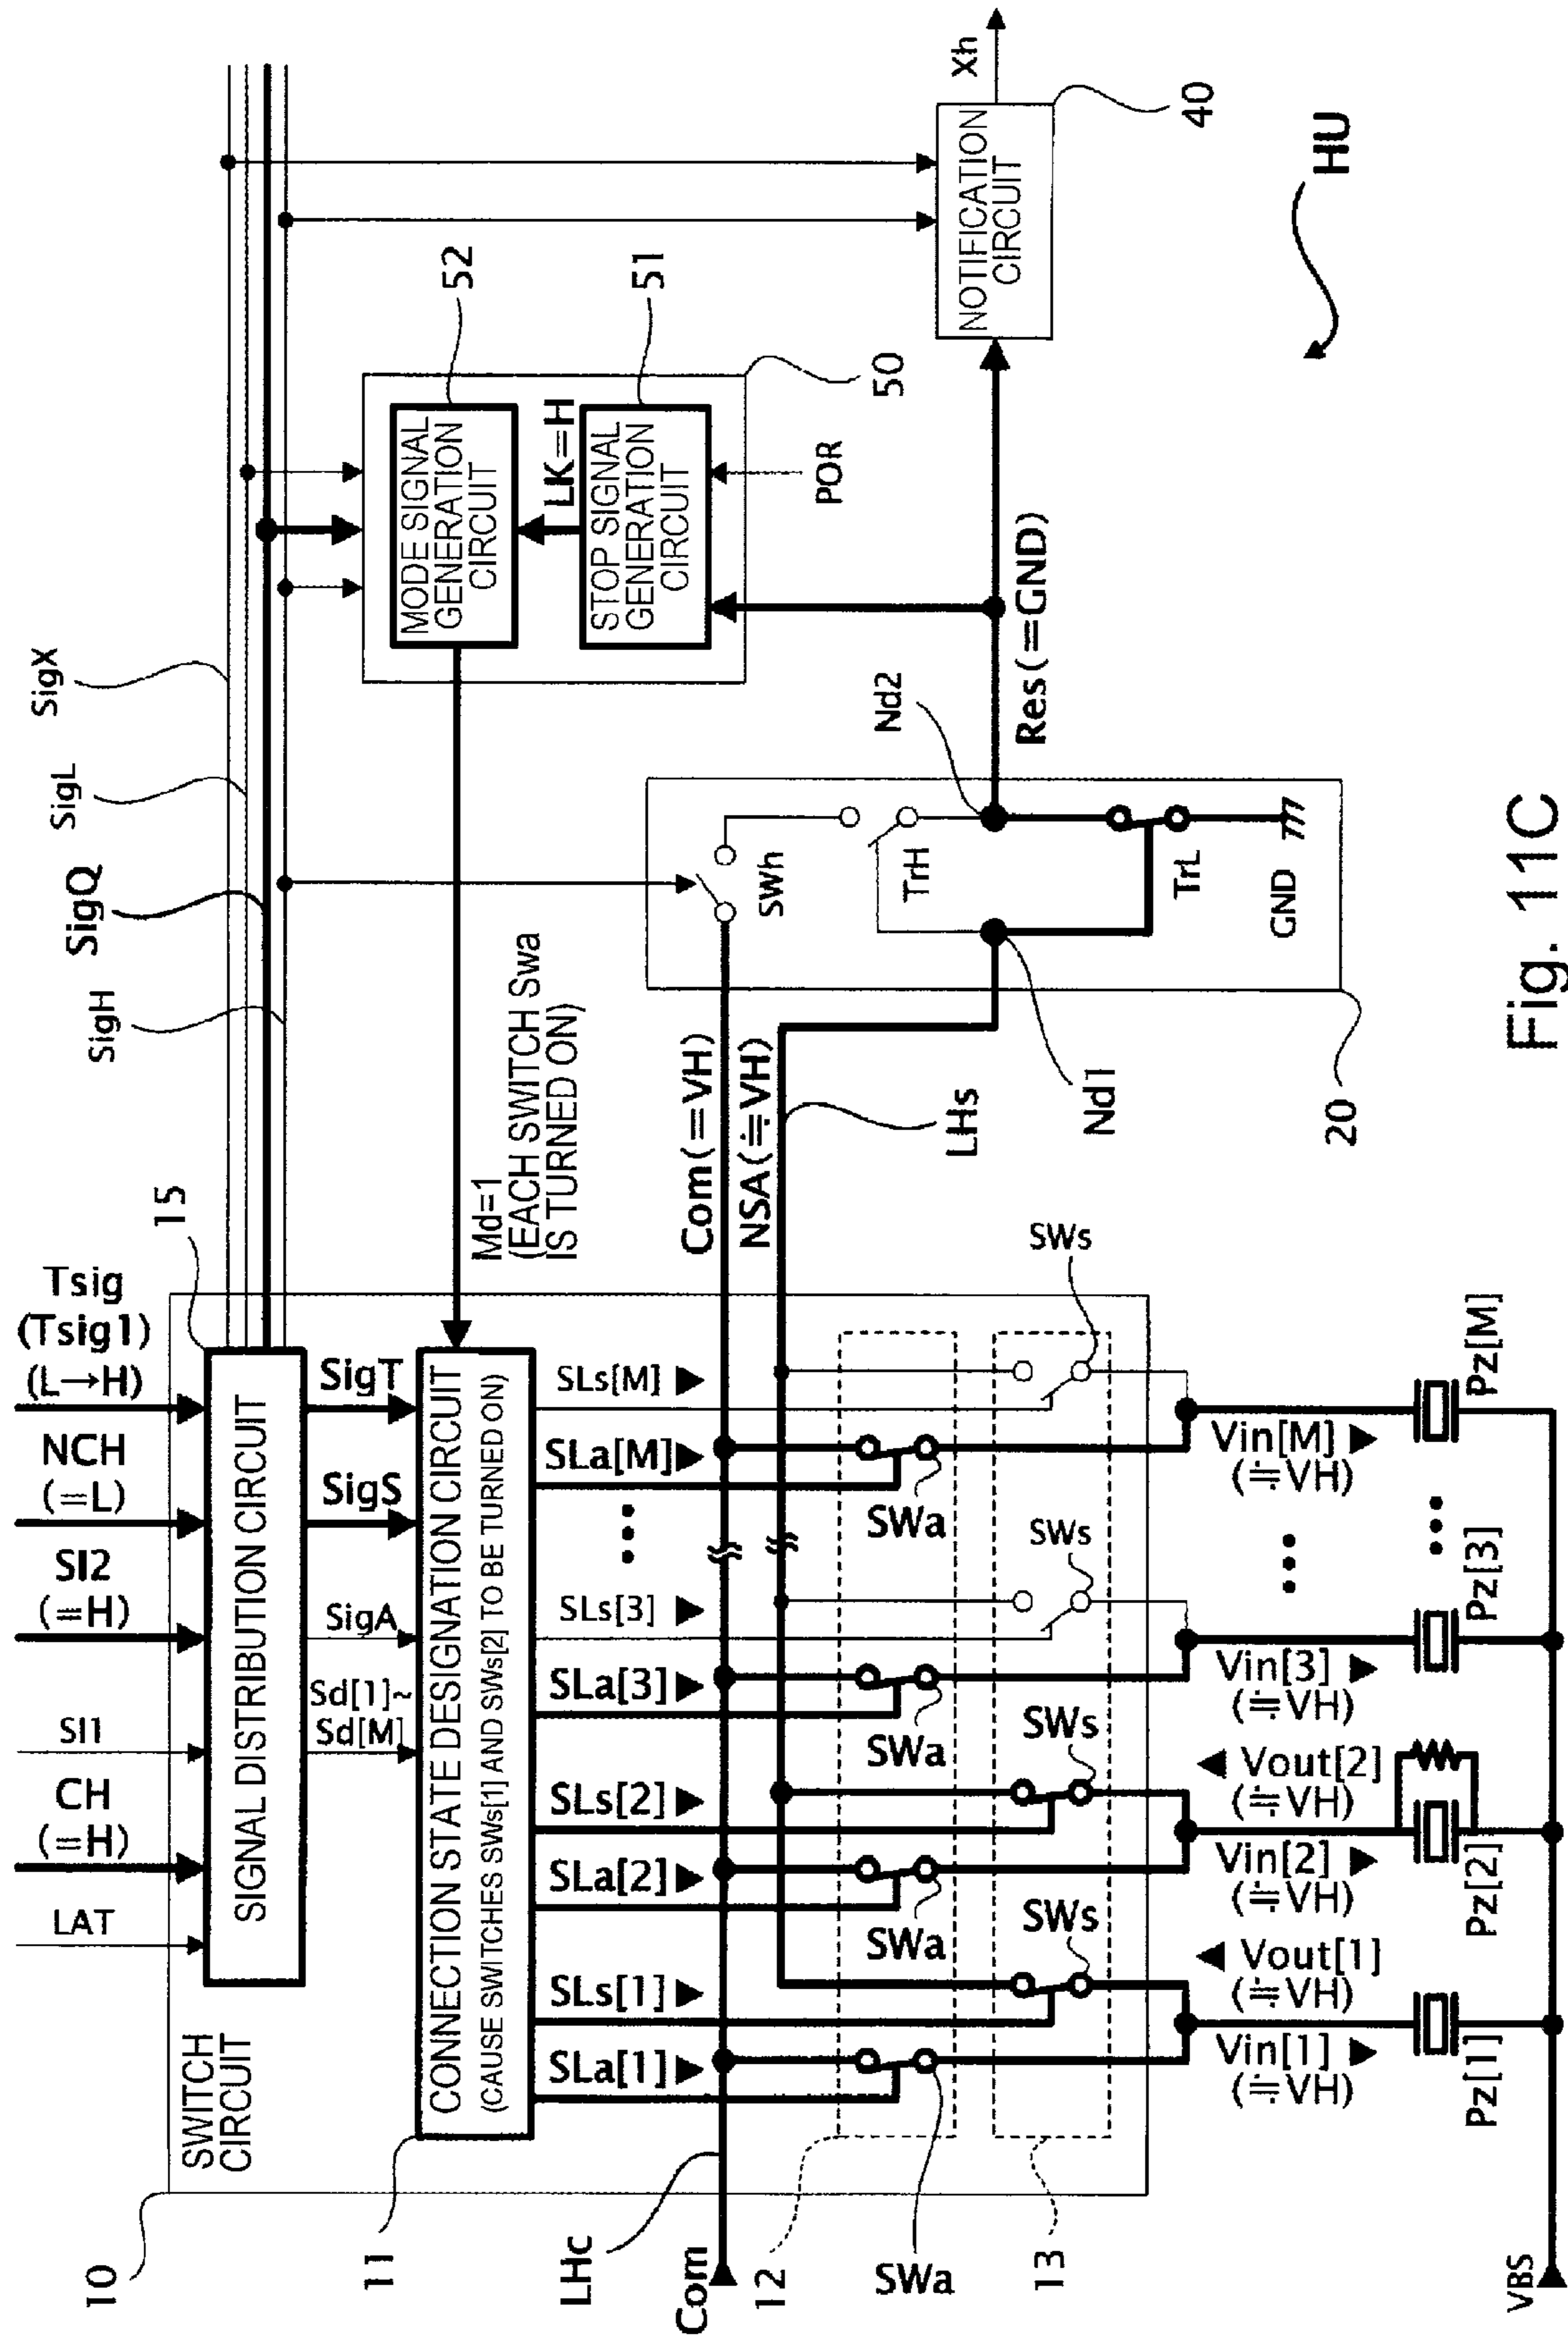 Tsig
(Tsig1)
(L→H)
NCH
(=L)
SI2
(=H)
SI1
CH
(=H)
LAT
15
SigH
SigQ
SigL
SigX
SWITCH
CIRCUIT
10
SIGNAL DISTRIBUTION CIRCUIT
SigT
SigS
SigA
Sd[1]~
Sd[M]
11
CONNECTION STATE DESIGNATION CIRCUIT
(CAUSE SWITCHES SWs[1] AND SWs[2] TO BE TURNED ON)
Md=1
(EACH SWITCH Swa
IS TURNED ON)
MODE SIGNAL
GENERATION
CIRCUIT
52
LK=H
STOP SIGNAL
GENERATION
CIRCUIT
51
50
POR
SLa[1]
SLs[1]
SLa[2]
SLs[2]
SLa[3]
SLs[3]
•••
SLa[M]
SLs[M]
LHc
Com
Com(=VH)
NSA(≒VH)
LHs
12
SWa
SWa
SWa
SWa
13
SWs
SWs
SWs
SWs
SWh
TrH
TrL
GND
Nd1
Nd2
20
Res(=GND)
NOTIFICATION
CIRCUIT
Xh
40
HU
Vin[1]
(≒VH)
Vout[1]
(≒VH)
Vin[2]
(≒VH)
Vout[2]
(≒VH)
Vin[3]
(≒VH)
•••
Vin[M]
(≒VH)
Pz[1]
Pz[2]
Pz[3]
•••
Pz[M]
VBS
Fig. 11C